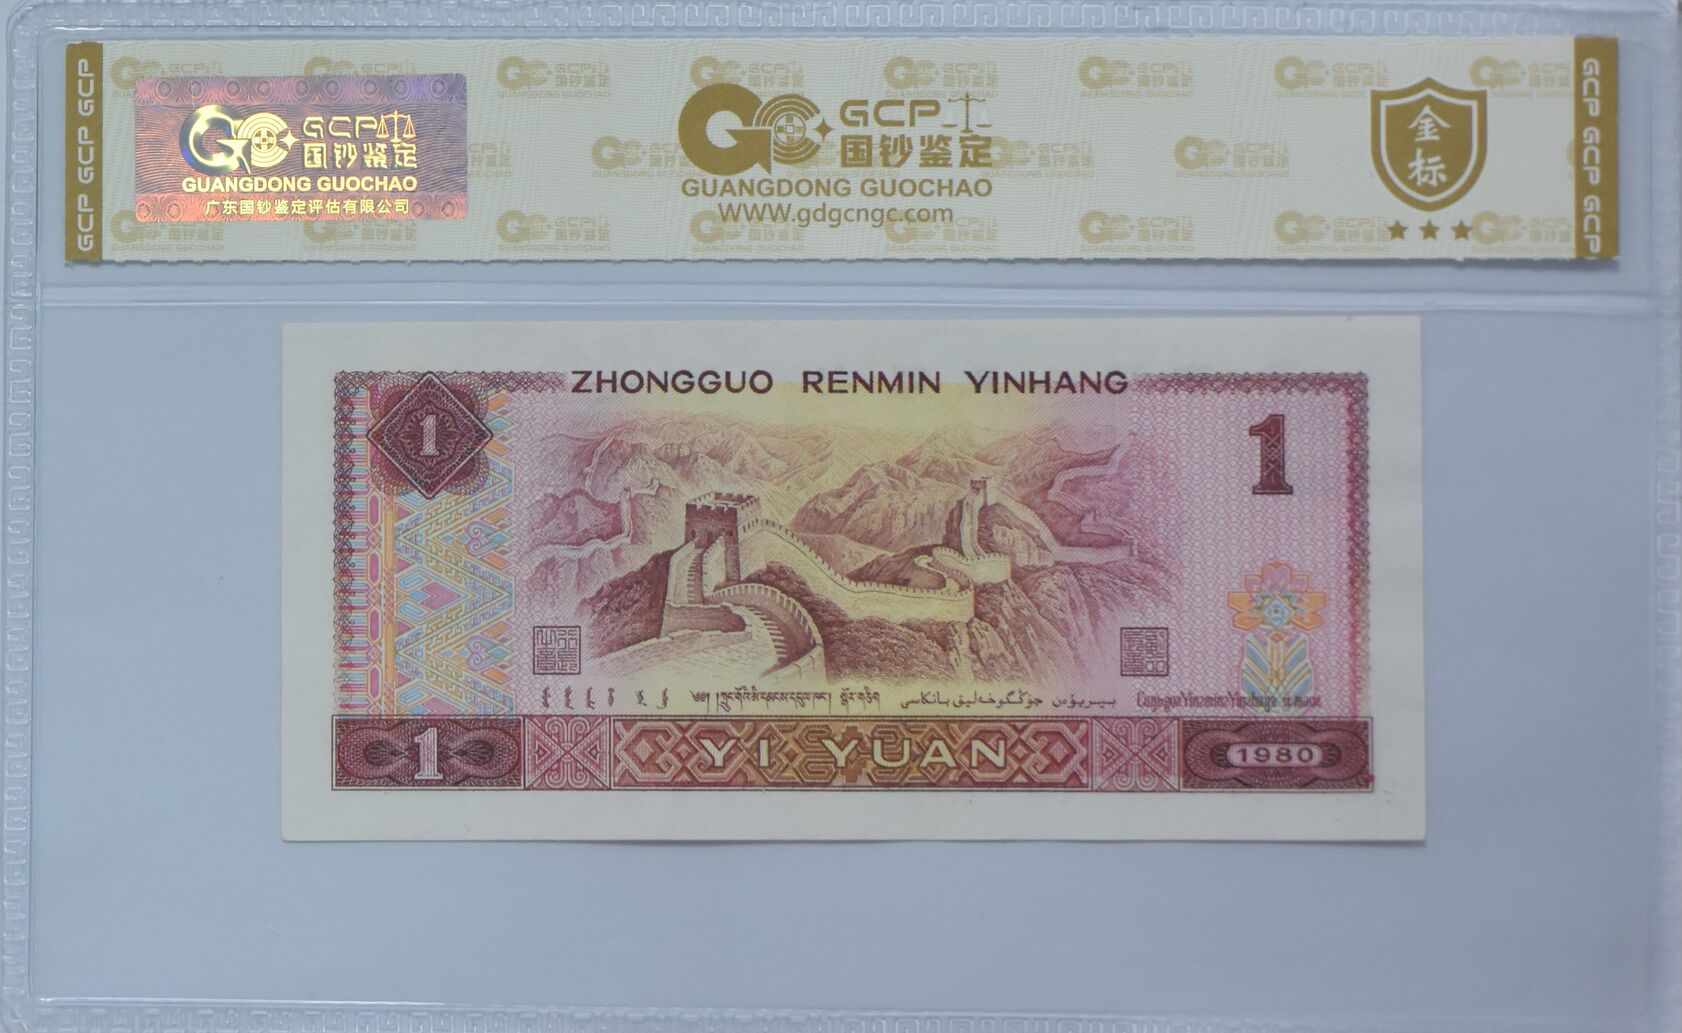 GCP GCP GCP
GCP
国钞鉴定
GUANGDONG GUOCHAO
广东国钞鉴定评估有限公司
GCP
国钞鉴定
GUANGDONG GUOCHAO
WWW.gdgcngc.com
金标
GCP GCP GCP
ZHONGGUO RENMIN YINHANG
1
1
1
YI YUAN
1980